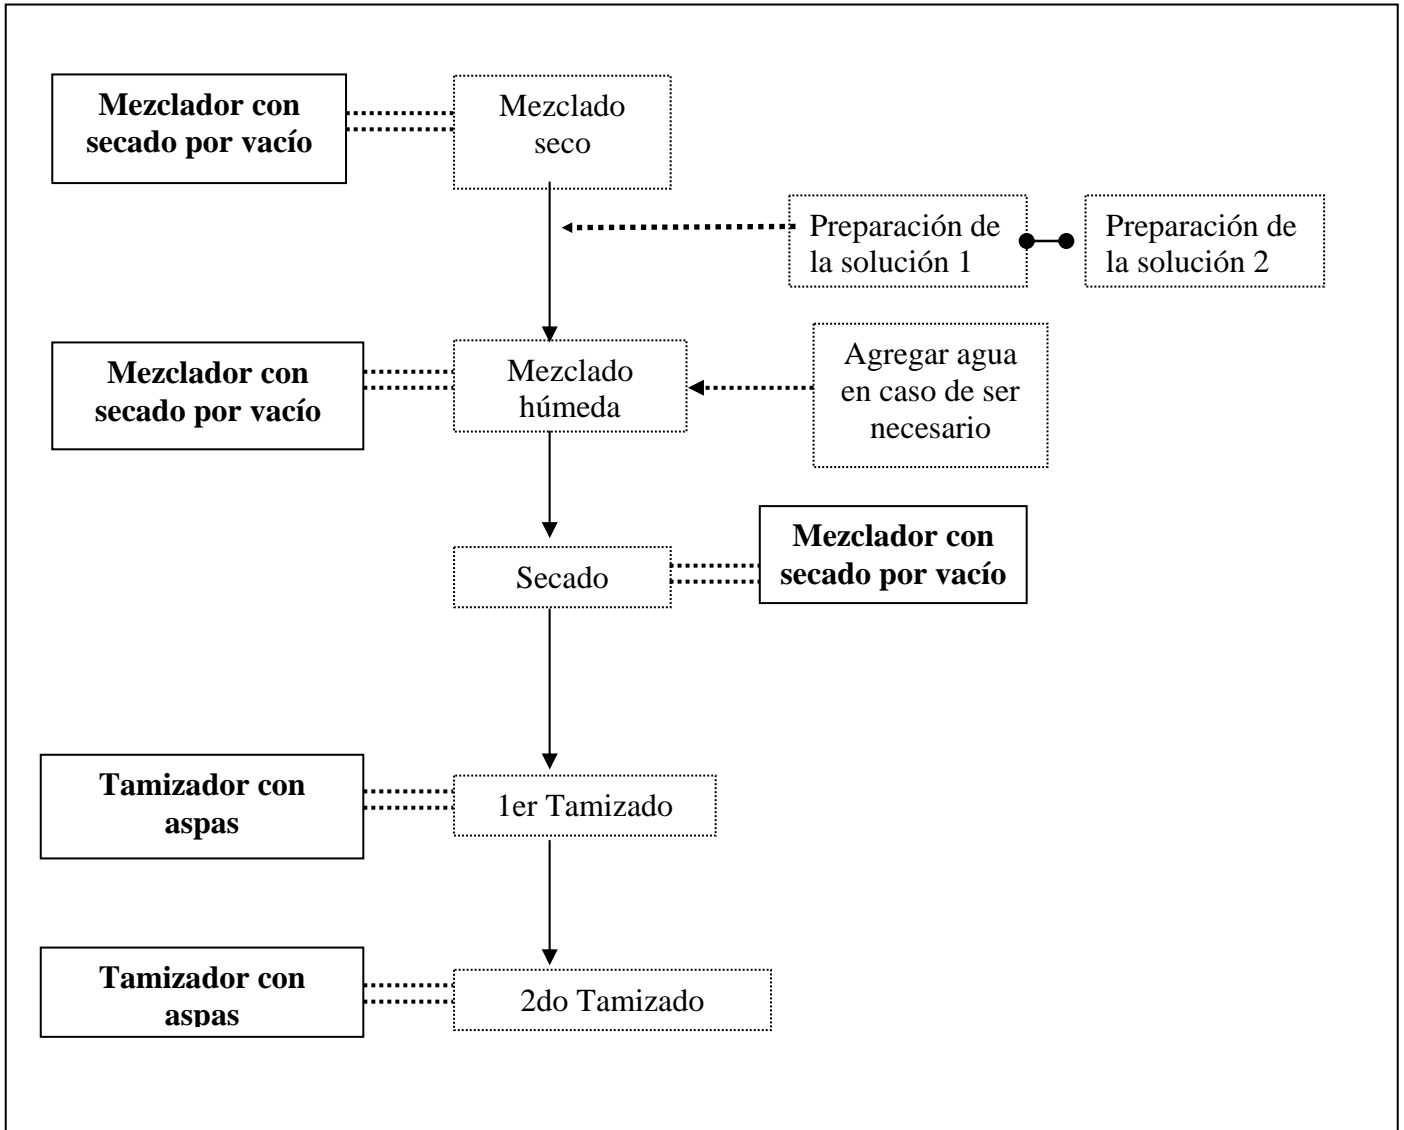 Mezclador con
secado por vacío
Mezclado
seco
Preparación de
la solución 1
Preparación de
la solución 2
Mezclador con
secado por vacío
Mezclado
húmeda
Agregar agua
en caso de ser
necesario
Mezclador con
secado por vacío
Secado
Tamizador con
aspas
1er Tamizado
Tamizador con
aspas
2do Tamizado